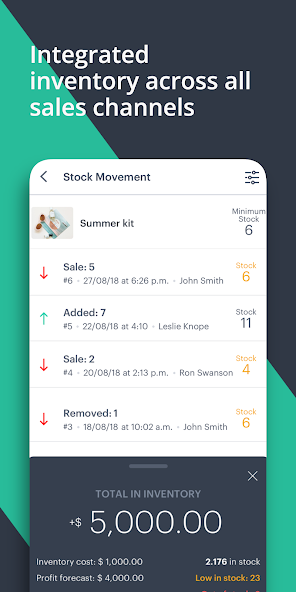 Integrated
inventory across all
sales channels
Stock Movement
Summer kit
Minimum
Stock
6
Sale: 5
#6 · 27/08/18 at 6:26 p.m. · John Smith
Stock
6
Added: 7
#5 · 22/08/18 at 4:10 · Leslie Knope
Stock
11
Sale: 2
#4 · 20/08/18 at 2:13 p.m. · Ron Swanson
Stock
4
Removed: 1
#3 · 18/08/18 at 10:02 a.m. · John Smith
Stock
6
TOTAL IN INVENTORY
+$ 5,000.00
Inventory cost: $ 1,000.00
2.176 in stock
Profit forecast: $ 4,000.00
Low in stock: 23